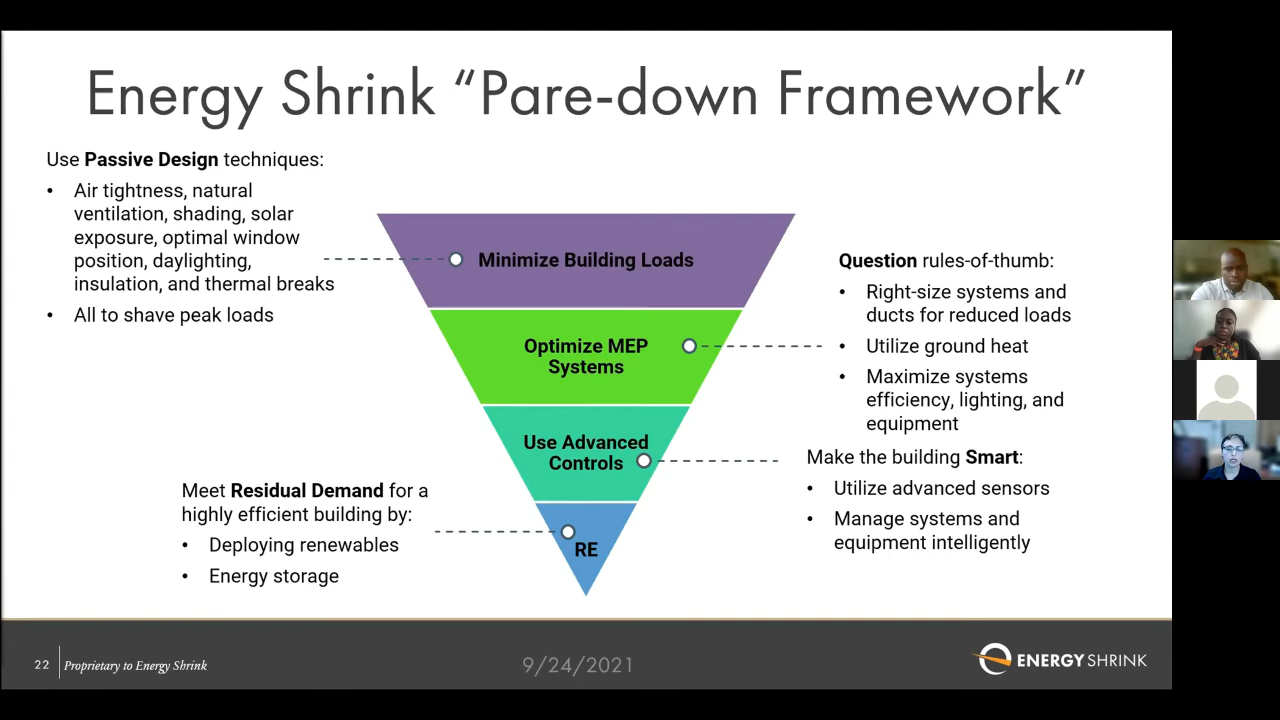 Energy Shrink “Pare-down Framework”
Use Passive Design techniques:
• Air tightness, natural
ventilation, shading, solar
exposure, optimal window
position, daylighting,
insulation, and thermal breaks
• All to shave peak loads
Minimize Building Loads
Question rules-of-thumb:
• Right-size systems and
ducts for reduced loads
• Utilize ground heat
• Maximize systems
efficiency, lighting, and
equipment
Optimize MEP
Systems
Use Advanced
Controls
Make the building Smart:
• Utilize advanced sensors
• Manage systems and
equipment intelligently
Meet Residual Demand for a
highly efficient building by:
• Deploying renewables
• Energy storage
RE
22
Proprietary to Energy Shrink
9/24/2021
ENERGY SHRINK